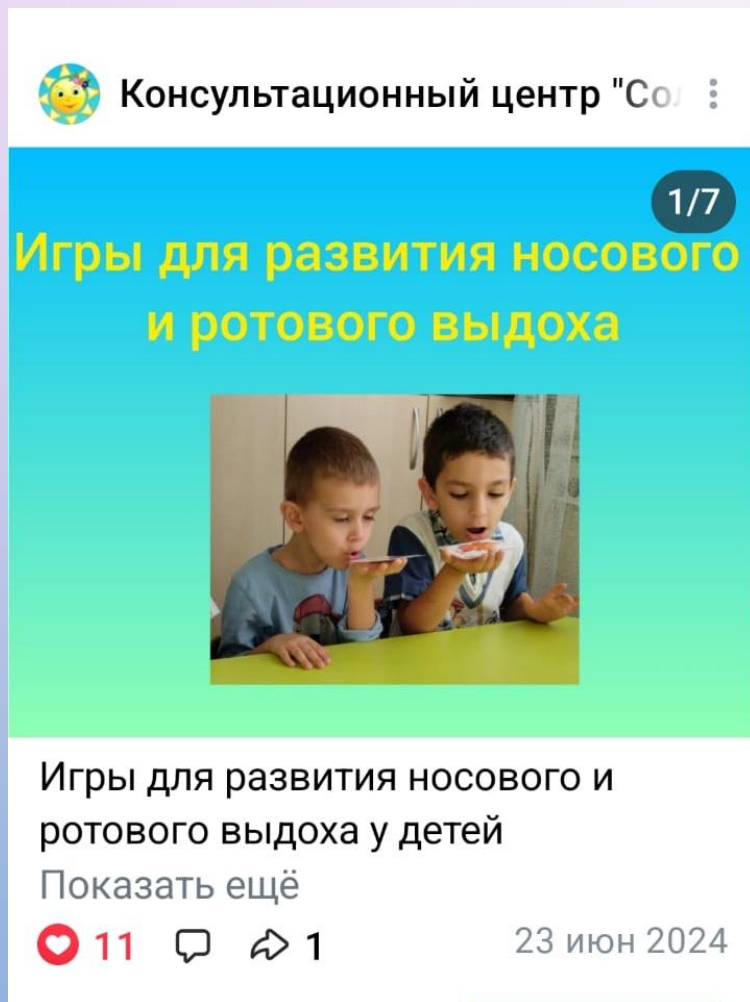 Консультационный центр "Со
1/7
Игры для развития носового
и ротового выдоха
Игры для развития носового и
ротового выдоха у детей
Показать ещё
11 1 23 июн 2024